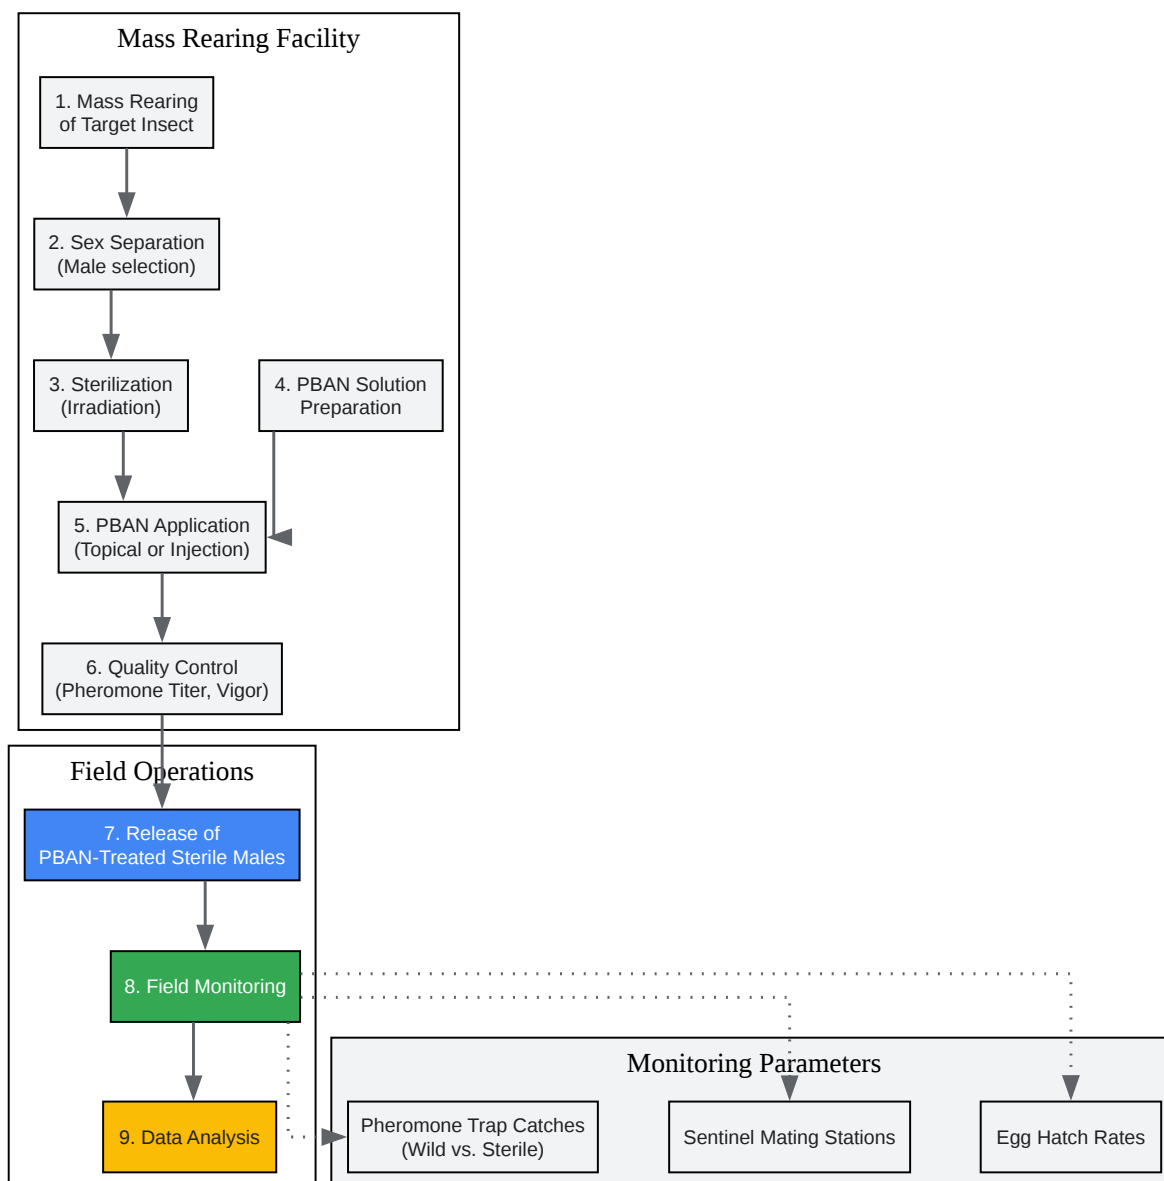 Mass Rearing Facility
1. Mass Rearing
of Target Insect
2. Sex Separation
(Male selection)
3. Sterilization
(Irradiation)
4. PBAN Solution
Preparation
5. PBAN Application
(Topical or Injection)
6. Quality Control
(Pheromone Titer, Vigor)
Field Operations
7. Release of
PBAN-Treated Sterile Males
8. Field Monitoring
9. Data Analysis
Monitoring Parameters
Pheromone Trap Catches
(Wild vs. Sterile)
Sentinel Mating Stations
Egg Hatch Rates